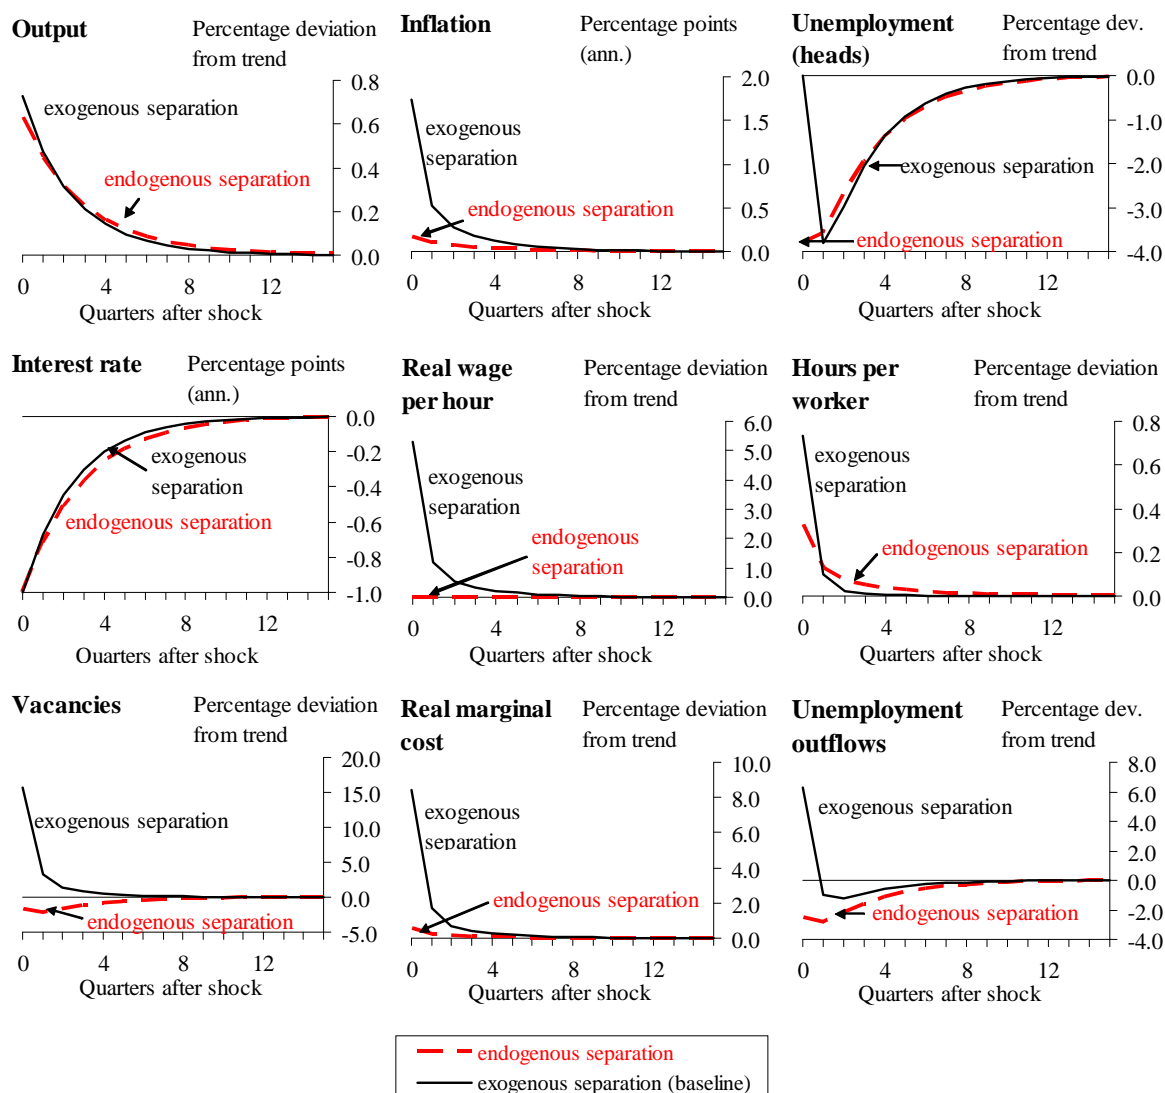 Output
Percentage deviation
from trend
0.8
0.6
0.4
0.2
0.0
exogenous separation
endogenous separation
0 4 8 12
Quarters after shock
Inflation
Percentage points
(ann.)
2.0
1.5
1.0
0.5
0.0
exogenous
separation
endogenous separation
0 4 8 12
Quarters after shock
Unemployment
(heads)
Percentage dev.
from trend
0.0
-1.0
-2.0
-3.0
-4.0
exogenous separation
endogenous separation
0 4 8 12
Quarters after shock
Interest rate
Percentage points
(ann.)
0.0
-0.2
-0.4
-0.6
-0.8
-1.0
exogenous
separation
endogenous separation
0 4 8 12
Ouarters after shock
Real wage
per hour
Percentage deviation
from trend
6.0
5.0
4.0
3.0
2.0
1.0
0.0
exogenous
separation
endogenous
separation
0 4 8 12
Quarters after shock
Hours per
worker
Percentage deviation
from trend
0.8
0.6
0.4
0.2
0.0
exogenous
separation
endogenous separation
0 4 8 12
Quarters after shock
Vacancies
Percentage deviation
from trend
20.0
15.0
10.0
5.0
0.0
-5.0
exogenous separation
endogenous separation
0 4 8 12
Quarters after shock
Real marginal
cost
Percentage deviation
from trend
10.0
8.0
6.0
4.0
2.0
0.0
exogenous
separation
endogenous separation
0 4 8 12
Quarters after shock
Unemployment
outflows
Percentage dev.
from trend
8.0
6.0
4.0
2.0
0.0
-2.0
-4.0
exogenous separation
endogenous separation
0 4 8 12
Quarters after shock
endogenous separation
exogenous separation (baseline)